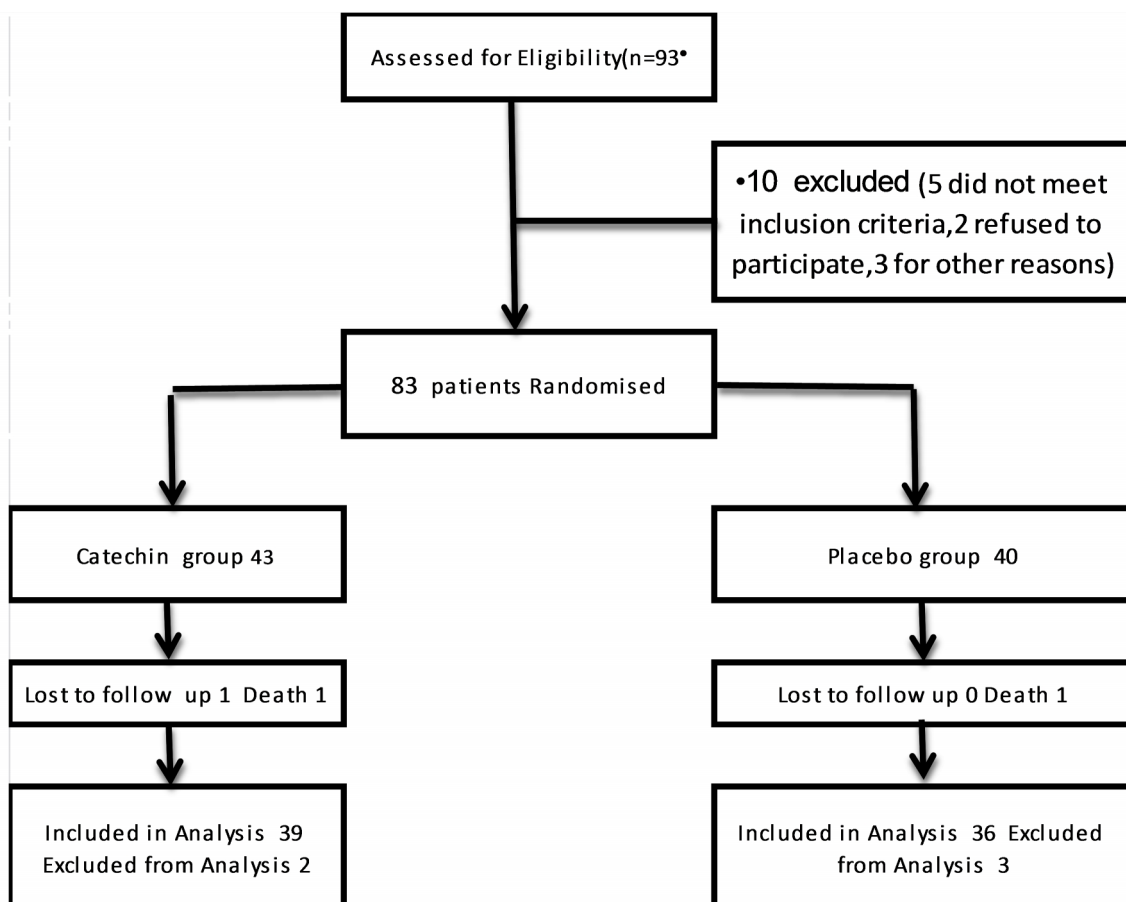 Assessed for Eligibility(n=93•
•10 excluded (5 did not meet
inclusion criteria,2 refused to
participate,3 for other reasons)
83 patients Randomised
Catechin group 43
Placebo group 40
Lost to follow up 1 Death 1
Lost to follow up 0 Death 1
Included in Analysis 39
Excluded from Analysis 2
Included in Analysis 36 Excluded
from Analysis 3